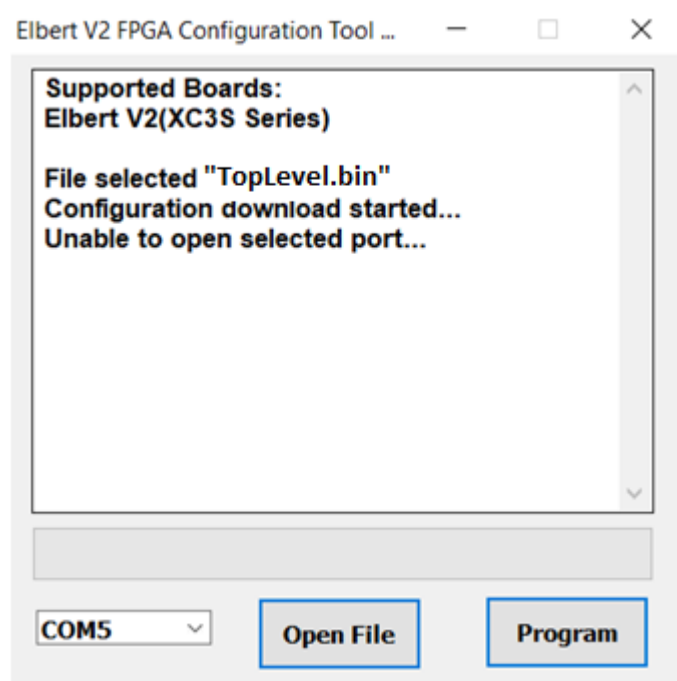 Elbert V2 FPGA Configuration Tool ...
Supported Boards:
Elbert V2(XC3S Series)
File selected "TopLevel.bin"
Configuration download started...
Unable to open selected port...
COM5
Open File
Program